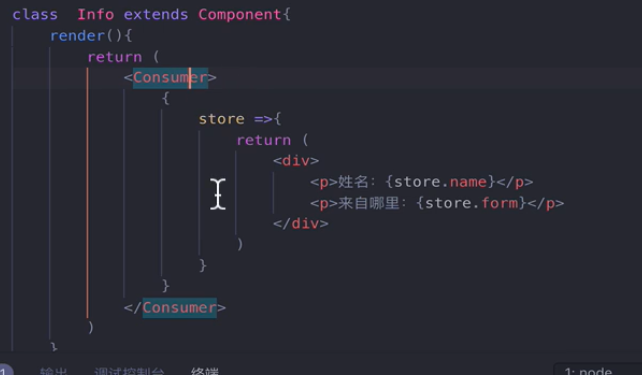 class Info extends Component{
render(){
return (
<Consumer>
{
store =>{
return (
<div>
<p>姓名：{store.name}</p>
<p>来自哪里：{store.form}</p>
</div>
)
}
}
</Consumer>
)
}
1 输出 调试控制台 终端 1: node